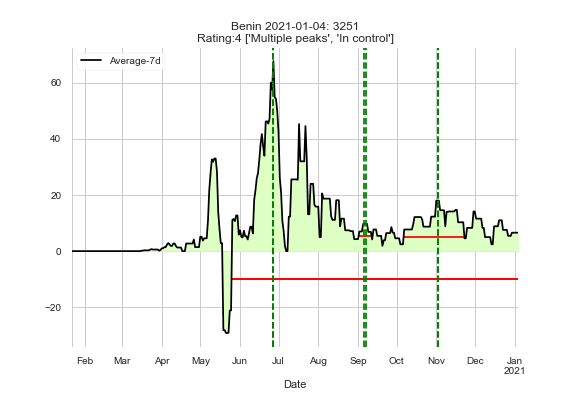 Benin 2021-01-04: 3251
Rating:4 ['Multiple peaks', 'In control']
Average-7d
60
40
20
0
−20
Feb Mar Apr May Jun Jul Aug Sep Oct Nov Dec Jan
2021
Date